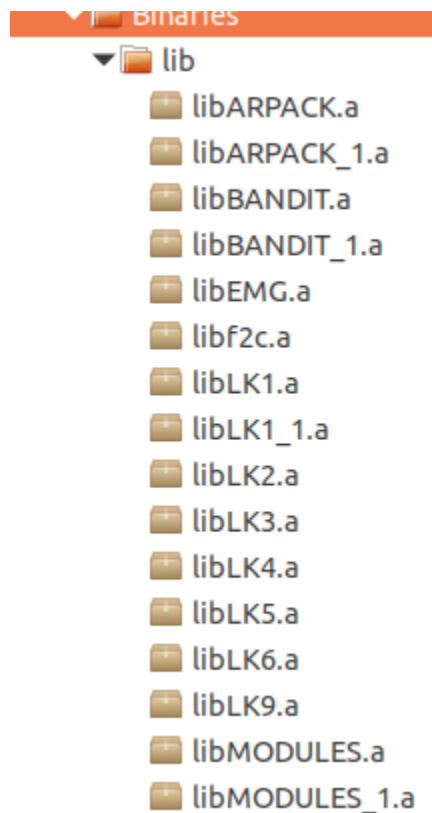 Binaries
lib
libARPACK.a
libARPACK_1.a
libBANDIT.a
libBANDIT_1.a
libEMG.a
libf2c.a
libLK1.a
libLK1_1.a
libLK2.a
libLK3.a
libLK4.a
libLK5.a
libLK6.a
libLK9.a
libMODULES.a
libMODULES_1.a